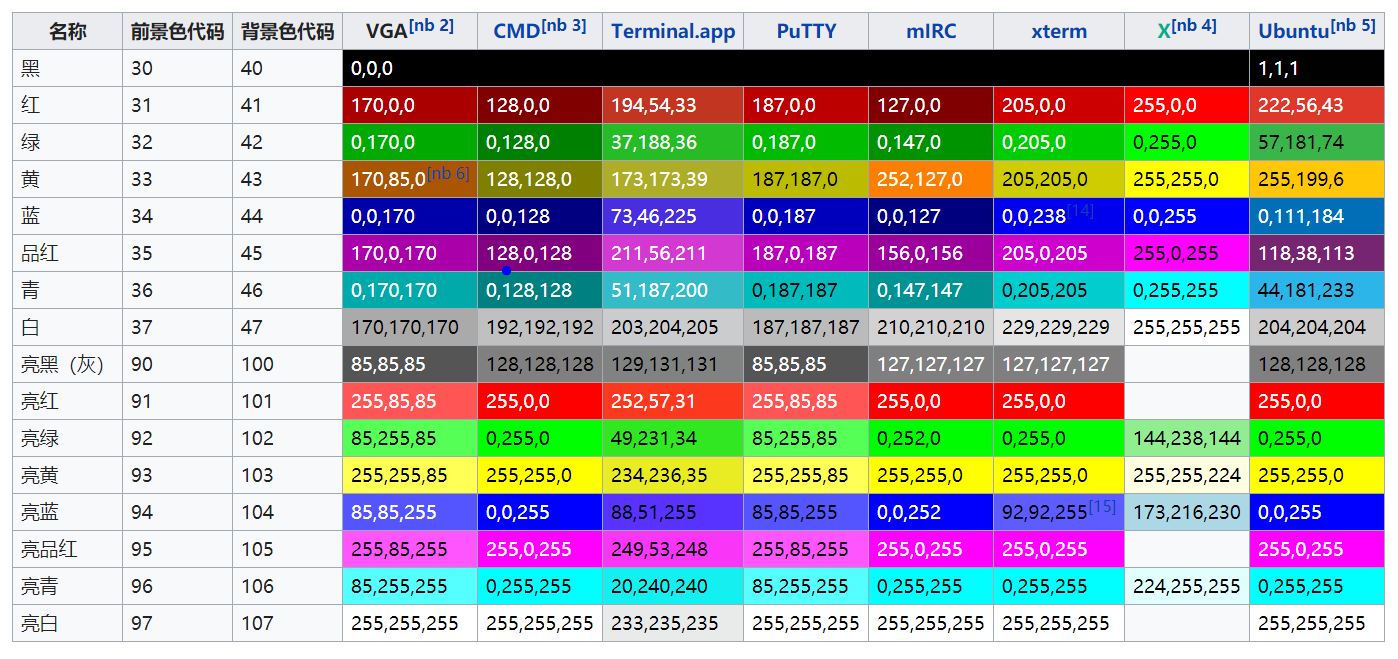 名称 前景色代码 背景色代码 VGA[nb 2] CMD[nb 3] Terminal.app PuTTY mIRC xterm X[nb 4] Ubuntu[nb 5]
黑 30 40 0,0,0 1,1,1
红 31 41 170,0,0 128,0,0 194,54,33 187,0,0 127,0,0 205,0,0 255,0,0 222,56,43
绿 32 42 0,170,0 0,128,0 37,188,36 0,187,0 0,147,0 0,205,0 0,255,0 57,181,74
黄 33 43 170,85,0[nb 6] 128,128,0 173,173,39 187,187,0 252,127,0 205,205,0 255,255,0 255,199,6
蓝 34 44 0,0,170 0,0,128 73,46,225 0,0,187 0,0,127 0,0,238[14] 0,0,255 0,111,184
品红 35 45 170,0,170 128,0,128 211,56,211 187,0,187 156,0,156 205,0,205 255,0,255 118,38,113
青 36 46 0,170,170 0,128,128 51,187,200 0,187,187 0,147,147 0,205,205 0,255,255 44,181,233
白 37 47 170,170,170 192,192,192 203,204,205 187,187,187 210,210,210 229,229,229 255,255,255 204,204,204
亮黑（灰） 90 100 85,85,85 128,128,128 129,131,131 85,85,85 127,127,127 127,127,127 128,128,128
亮红 91 101 255,85,85 255,0,0 252,57,31 255,85,85 255,0,0 255,0,0 255,0,0
亮绿 92 102 85,255,85 0,255,0 49,231,34 85,255,85 0,252,0 0,255,0 144,238,144 0,255,0
亮黄 93 103 255,255,85 255,255,0 234,236,35 255,255,85 255,255,0 255,255,0 255,255,224 255,255,0
亮蓝 94 104 85,85,255 0,0,255 88,51,255 85,85,255 0,0,252 92,92,255[15] 173,216,230 0,0,255
亮品红 95 105 255,85,255 255,0,255 249,53,248 255,85,255 255,0,255 255,0,255 255,0,255
亮青 96 106 85,255,255 0,255,255 20,240,240 85,255,255 0,255,255 0,255,255 224,255,255 0,255,255
亮白 97 107 255,255,255 255,255,255 233,235,235 255,255,255 255,255,255 255,255,255 255,255,255